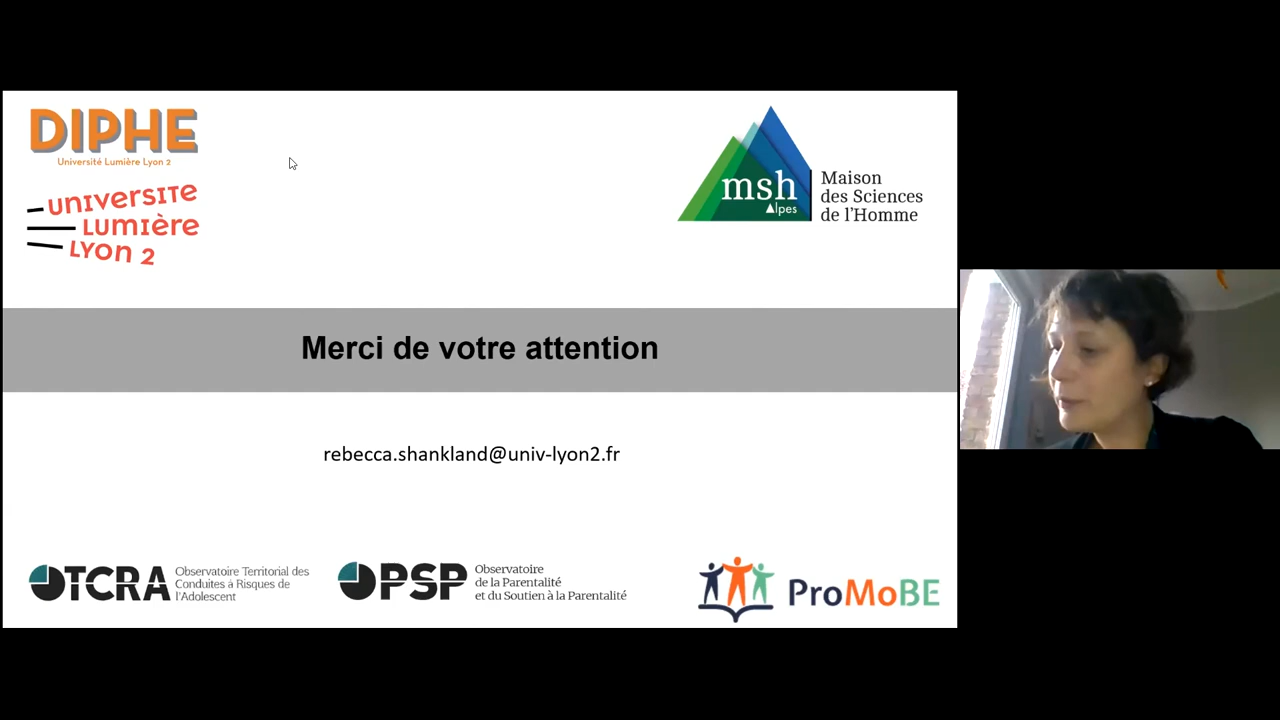 DIPHE
Université Lumière Lyon 2
UNIVERSITE
LUMIÈRE
LYON 2
msh
Alpes
Maison
des Sciences
de l'Homme
Merci de votre attention
rebecca.shankland@univ-lyon2.fr
OTCRA
Observatoire Territorial des
Conduites à Risques de
l'Adolescent
OPSP
Observatoire
de la Parentalité
et du Soutien à la Parentalité
ProMoBE